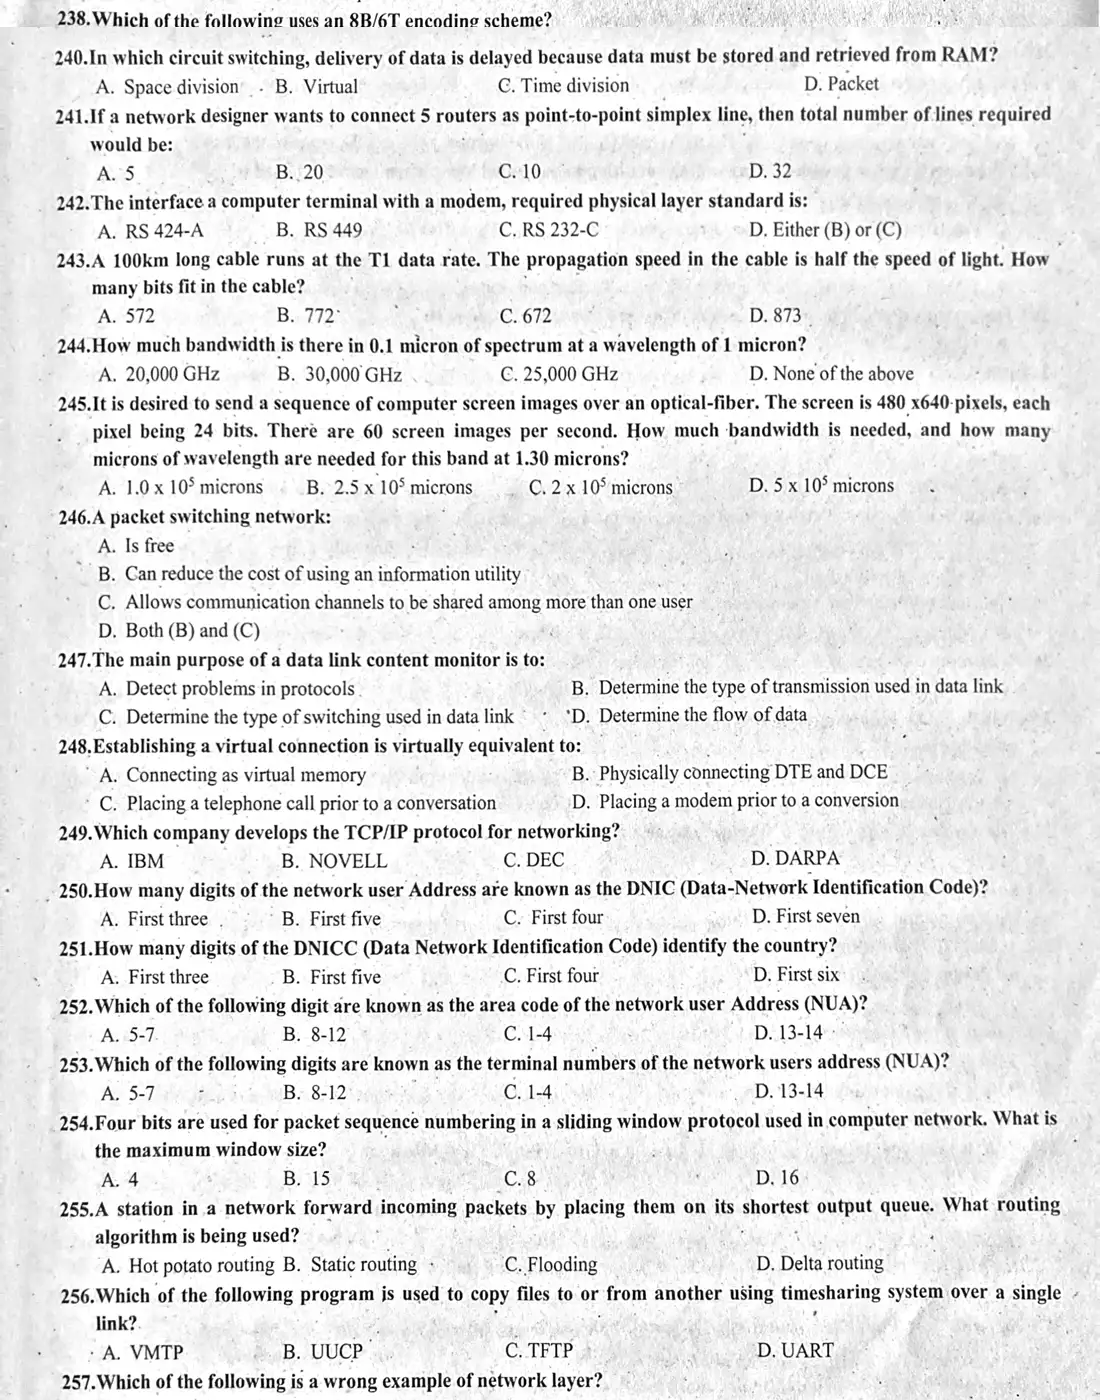 238.Which of the following uses an 8B/6T encoding scheme?
240.In which circuit switching, delivery of data is delayed because data must be stored and retrieved from RAM?
A. Space division B. Virtual C. Time division D. Packet
241.If a network designer wants to connect 5 routers as point-to-point simplex line, then total number of lines required
would be:
A. 5 B. 20 C. 10 D. 32
242.The interface a computer terminal with a modem, required physical layer standard is:
A. RS 424-A B. RS 449 C. RS 232-C D. Either (B) or (C)
243.A 100km long cable runs at the T1 data rate. The propagation speed in the cable is half the speed of light. How
many bits fit in the cable?
A. 572 B. 772 C. 672 D. 873
244.How much bandwidth is there in 0.1 micron of spectrum at a wavelength of 1 micron?
A. 20,000 GHz B. 30,000 GHz C. 25,000 GHz D. None of the above
245.It is desired to send a sequence of computer screen images over an optical-fiber. The screen is 480 x640 pixels, each
pixel being 24 bits. There are 60 screen images per second. How much bandwidth is needed, and how many
microns of wavelength are needed for this band at 1.30 microns?
A. 1.0 x 10⁵ microns B. 2.5 x 10⁵ microns C. 2 x 10⁵ microns D. 5 x 10⁵ microns
246.A packet switching network:
A. Is free
B. Can reduce the cost of using an information utility
C. Allows communication channels to be shared among more than one user
D. Both (B) and (C)
247.The main purpose of a data link content monitor is to:
A. Detect problems in protocols B. Determine the type of transmission used in data link
C. Determine the type of switching used in data link D. Determine the flow of data
248.Establishing a virtual connection is virtually equivalent to:
A. Connecting as virtual memory B. Physically connecting DTE and DCE
C. Placing a telephone call prior to a conversation D. Placing a modem prior to a conversion
249.Which company develops the TCP/IP protocol for networking?
A. IBM B. NOVELL C. DEC D. DARPA
250.How many digits of the network user Address are known as the DNIC (Data-Network Identification Code)?
A. First three B. First five C. First four D. First seven
251.How many digits of the DNICC (Data Network Identification Code) identify the country?
A. First three B. First five C. First four D. First six
252.Which of the following digit are known as the area code of the network user Address (NUA)?
A. 5-7 B. 8-12 C. 1-4 D. 13-14
253.Which of the following digits are known as the terminal numbers of the network users address (NUA)?
A. 5-7 B. 8-12 C. 1-4 D. 13-14
254.Four bits are used for packet sequence numbering in a sliding window protocol used in computer network. What is
the maximum window size?
A. 4 B. 15 C. 8 D. 16
255.A station in a network forward incoming packets by placing them on its shortest output queue. What routing
algorithm is being used?
A. Hot potato routing B. Static routing C. Flooding D. Delta routing
256.Which of the following program is used to copy files to or from another using timesharing system over a single
link?
A. VMTP B. UUCP C. TFTP D. UART
257.Which of the following is a wrong example of network layer?